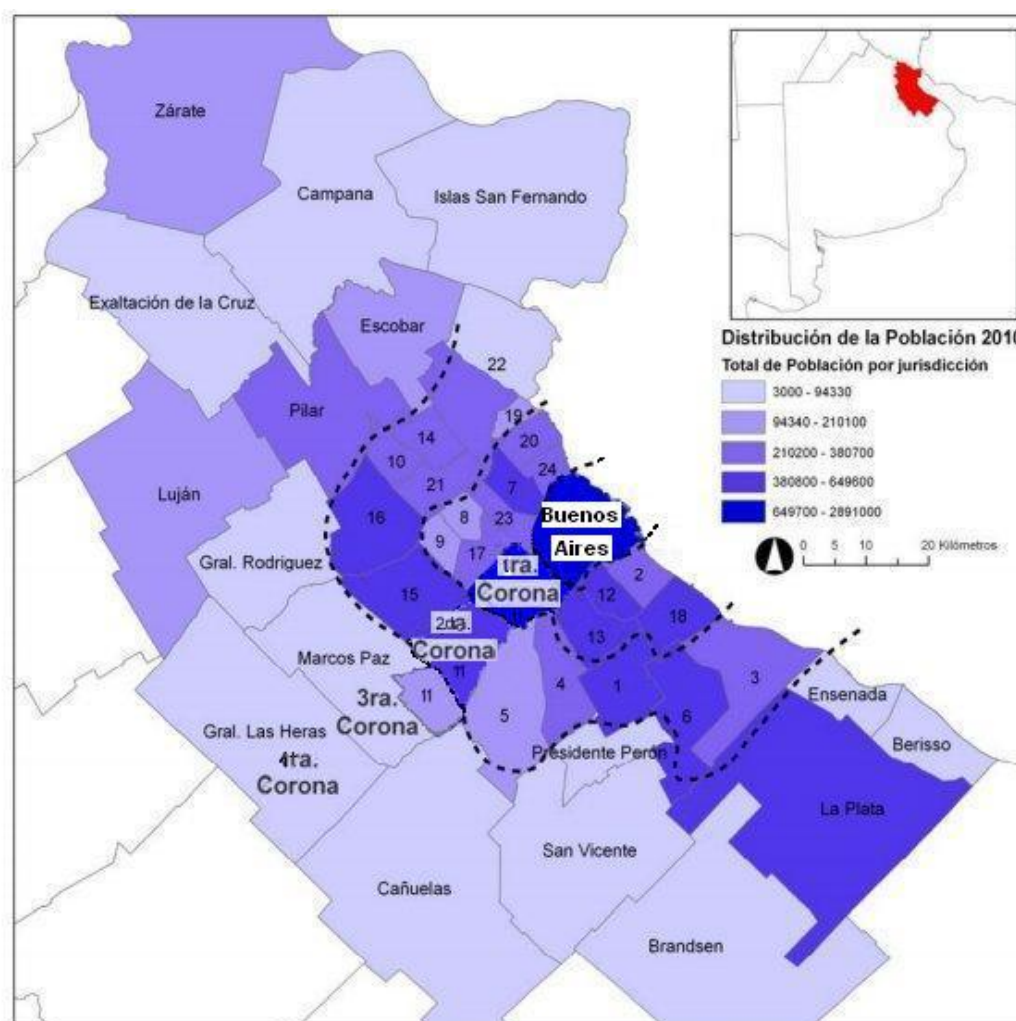 Zárate
Campana
Islas San Fernando
Exaltación de la Cruz
Escobar
22
Pilar
19
20
14
10
24
21
7
Luján
16
8
23
Buenos
9
17
Aires
Gral. Rodriguez
1ra.
Corona
2
12
15
18
13
Corona
Marcos Paz
11
11
3ra.
Corona
5
4
1
3
6
Ensenada
Berisso
Gral. Las Heras
4ta.
Corona
Presidente Perón
La Plata
San Vicente
Cañuelas
Brandsen
Distribución de la Población 2010
Total de Población por jurisdicción
3000 - 94330
94340 - 210100
210200 - 380700
380800 - 649600
649700 - 2891000
0 5 10 20 Kilómetros